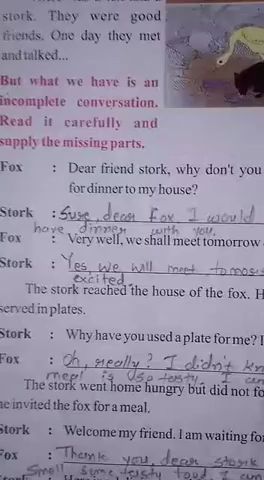 stork. They were good
friends. One day they met
and talked...
But what we have is an
incomplete conversation.
Read it carefully and
supply the missing parts.
Fox : Dear friend stork, why don't you
for dinner to my house?
Stork : Sure, dear fox, I would
have dinner with you.
Fox : Very well, we shall meet tomorrow
Stork : Yes, we will meet
excited.
The stork reached the house of the fox. H
served in plates.
Stork : Why have you used a plate for me? I
Fox : Oh, really? I didn't kn
meal is so tasty. I
The stork went home hungry but did not fo
he invited the fox for a meal.
Stork : Welcome my friend. I am waiting for
Fox : Thank you, dear stork
Smell some tasty food. I am